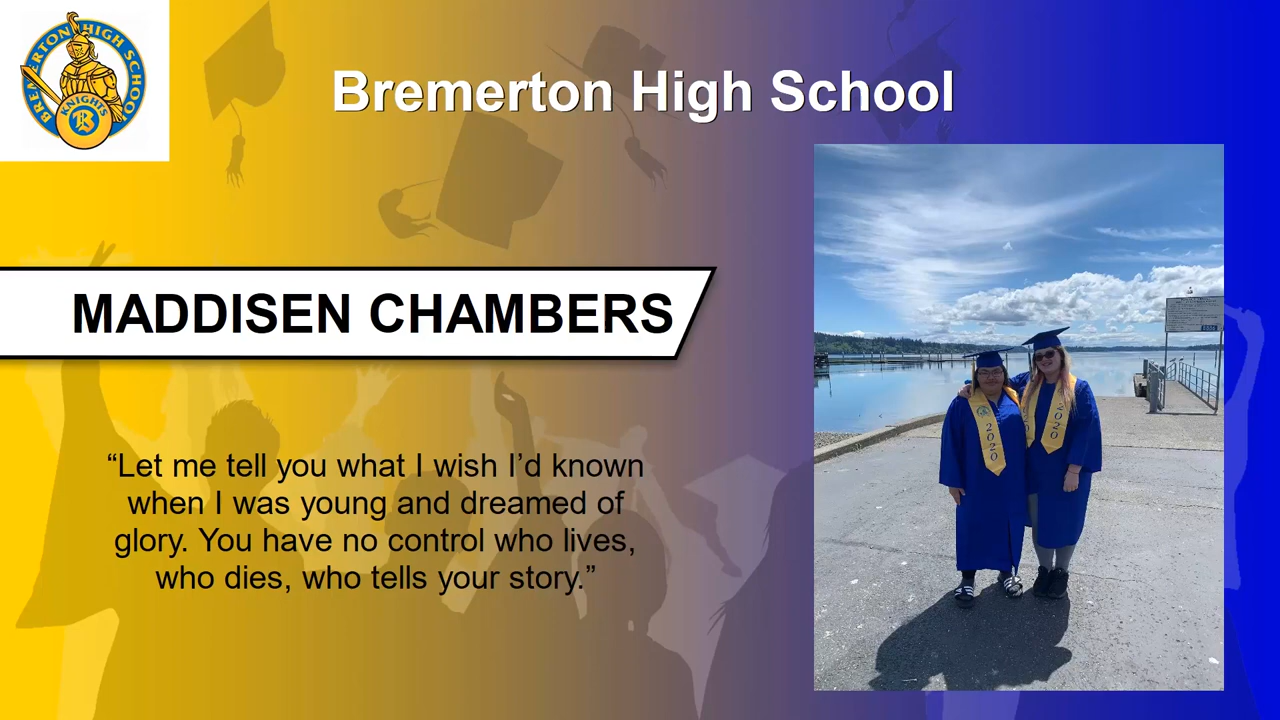 BREMERTON HIGH SCHOOL
KNIGHTS
B
Bremerton High School
MADDISEN CHAMBERS
“Let me tell you what I wish I’d known
when I was young and dreamed of
glory. You have no control who lives,
who dies, who tells your story.”
2020
2020